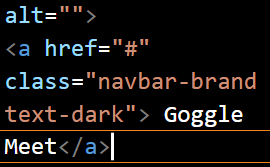 alt="">
<a href="#"
class="navbar-brand
text-dark"> Goggle
Meet</a>